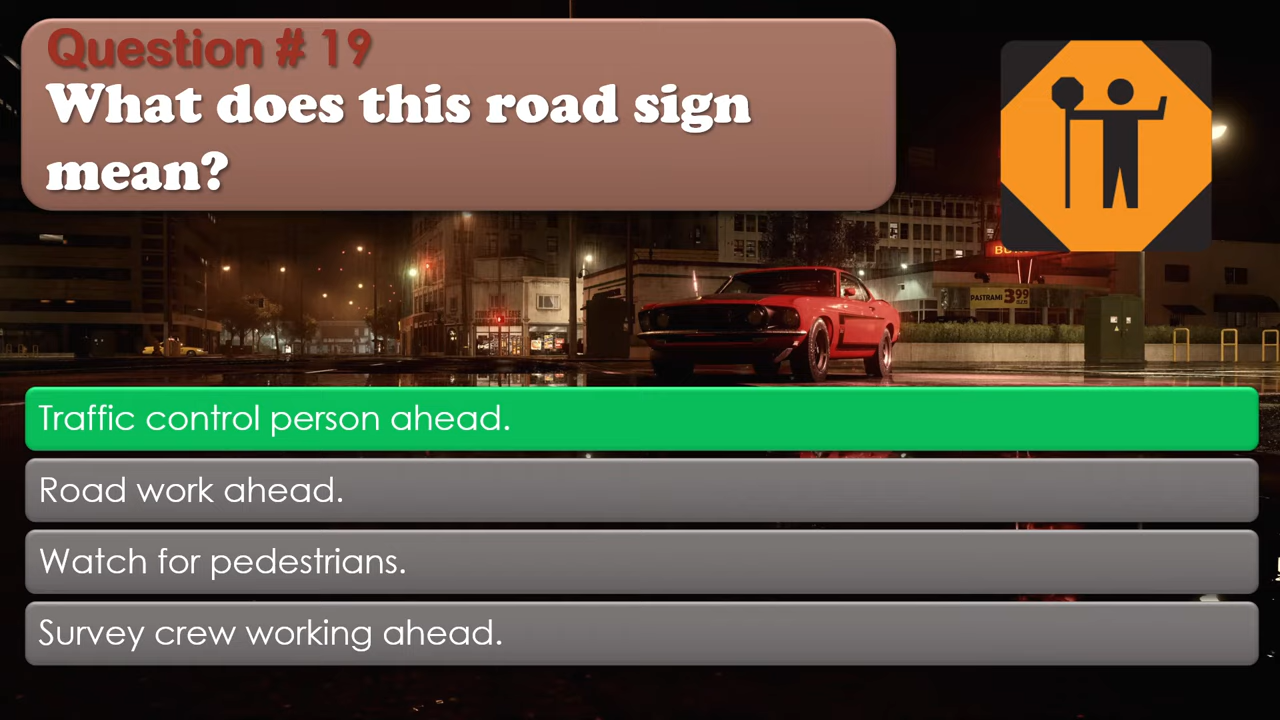 Question # 19
What does this road sign
mean?
PASTRAMI 3.99
Traffic control person ahead.
Road work ahead.
Watch for pedestrians.
Survey crew working ahead.